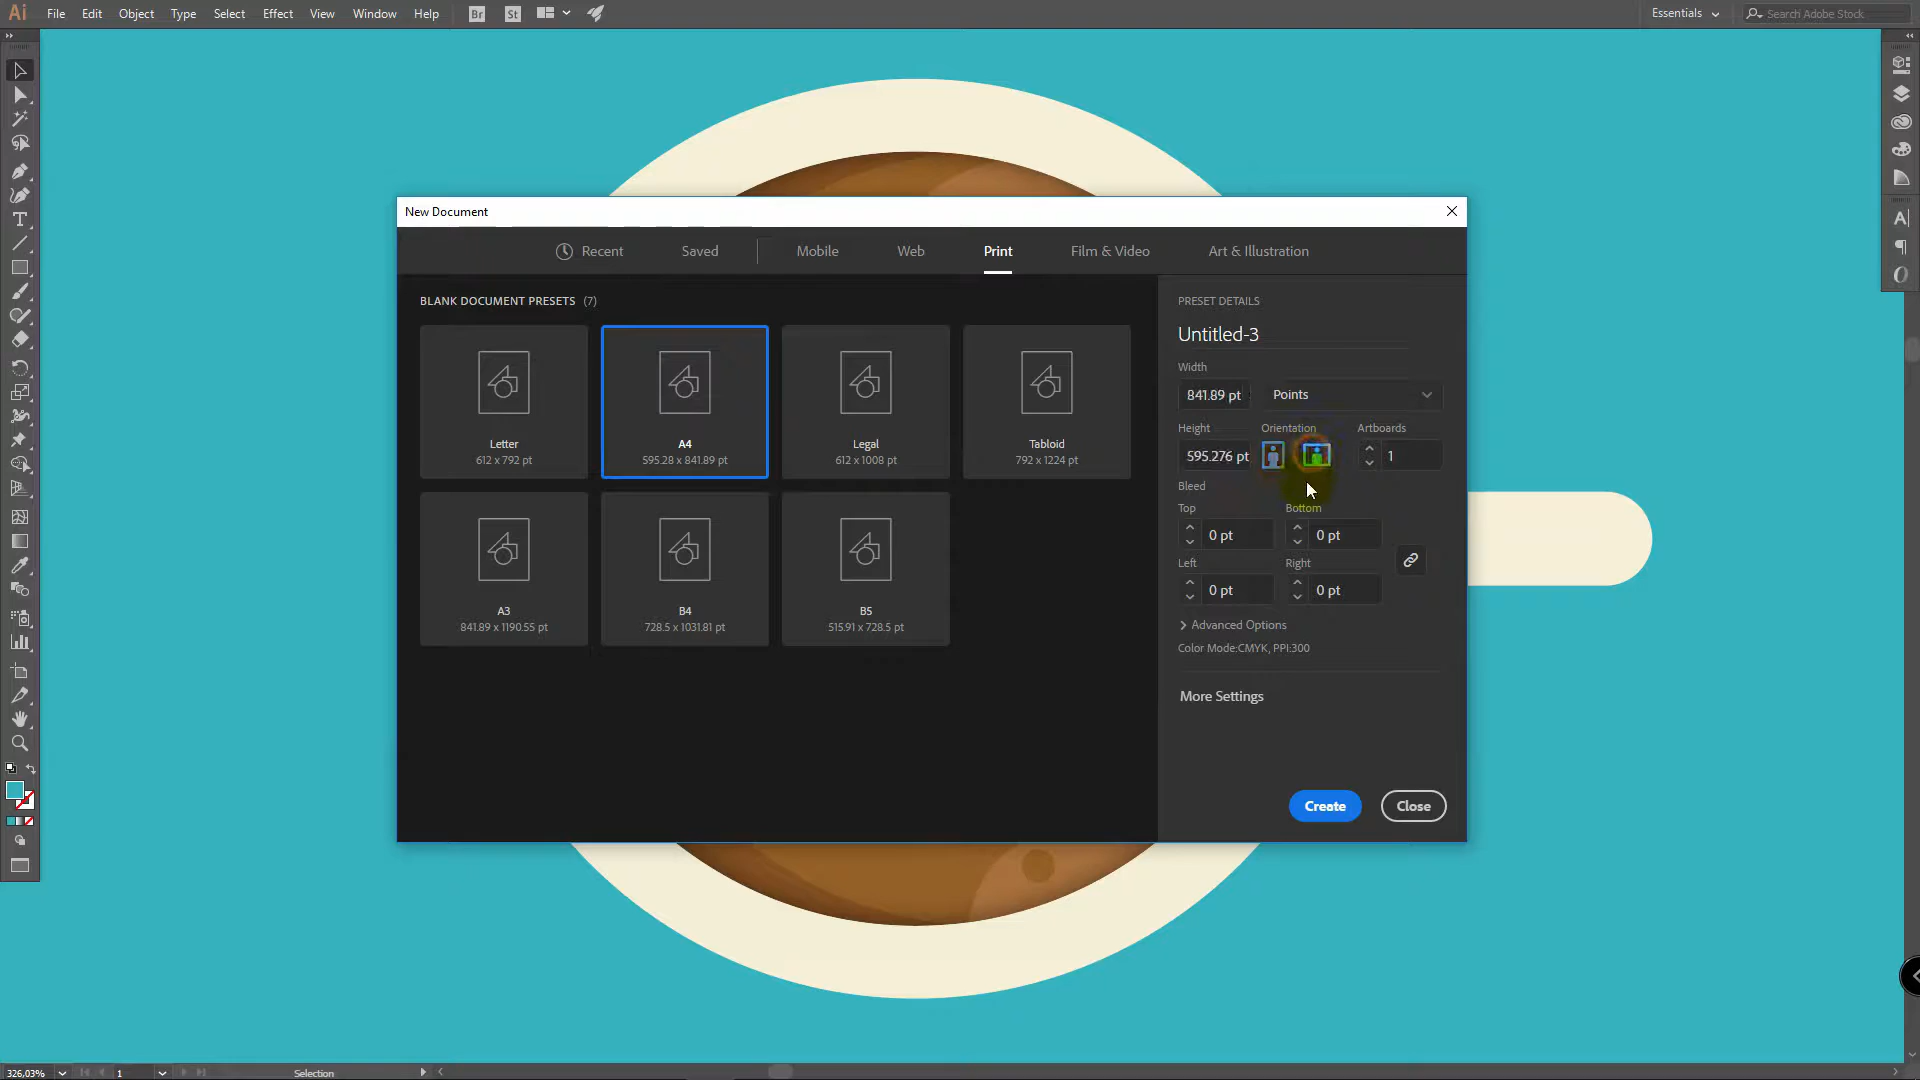 Ai File Edit Object Type Select Effect View Window Help Br St Essentials Search Adobe Stock
New Document
Recent Saved Mobile Web Print Film & Video Art & Illustration
BLANK DOCUMENT PRESETS (7)
Letter
612 x 792 pt
A4
595.28 x 841.89 pt
Legal
612 x 1008 pt
Tabloid
792 x 1224 pt
A3
841.89 x 1190.55 pt
B4
728.5 x 1031.81 pt
B5
515.91 x 728.5 pt
PRESET DETAILS
Untitled-3
Width
841.89 pt Points
Height Orientation Artboards
595.276 pt 1
Bleed
Top Bottom
0 pt 0 pt
Left Right
0 pt 0 pt
Advanced Options
Color Mode:CMYK, PPI:300
More Settings
Create Close
326,03% 1 Selection